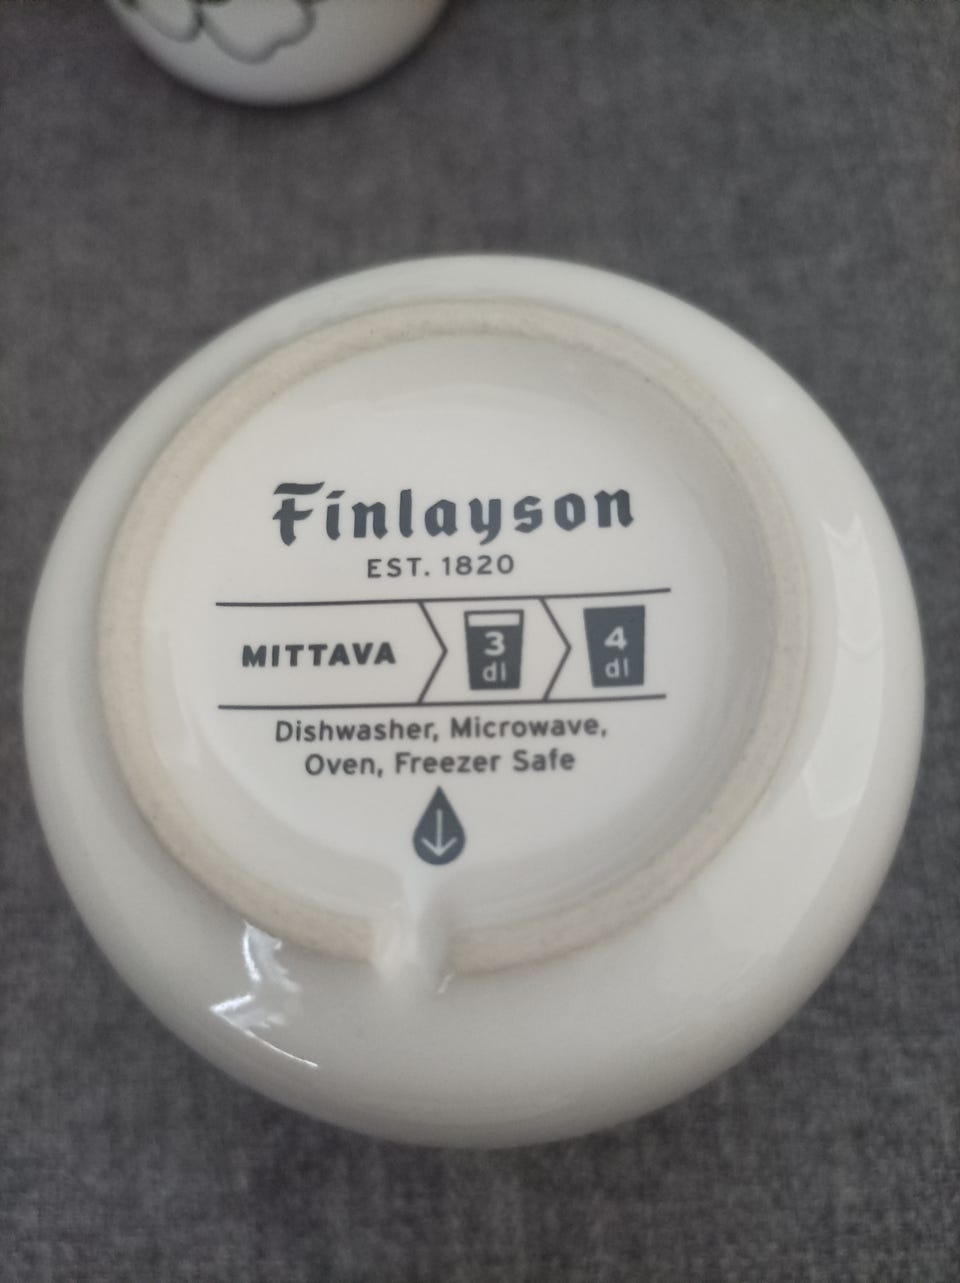 Finlayson
EST. 1820
MITTAVA 3 dl 4 dl
Dishwasher, Microwave,
Oven, Freezer Safe